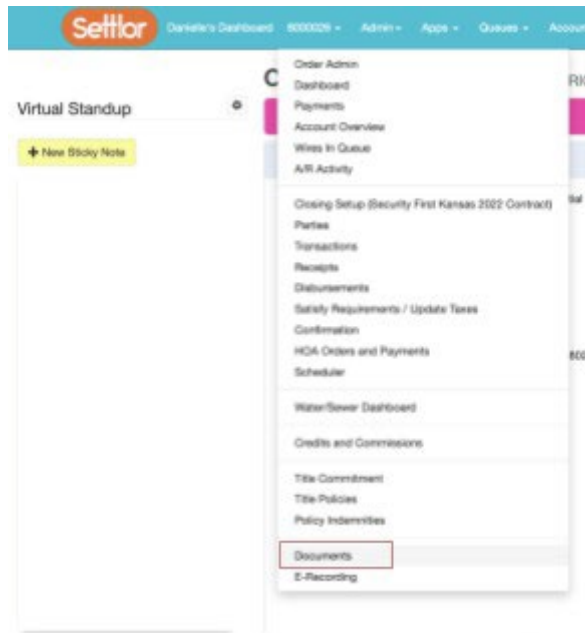 Settlor Danielle's Dashboard 6000029 Admin Apps Queues Accoun
Order Admin
C
Dashboard
RI
Virtual Standup
Payments
Account Overview
+ New Sticky Note
Wires In Queue
A/R Activity
Closing Setup (Security First Kansas 2022 Contract)
tial
Parties
Transactions
Receipts
Disbursements
Satisfy Requirements / Update Taxes
Confirmation
HOA Orders and Payments
Scheduler
Water/Sewer Dashboard
Credits and Commissions
Title Commitment
Title Policies
Policy Indemnities
Documents
E-Recording